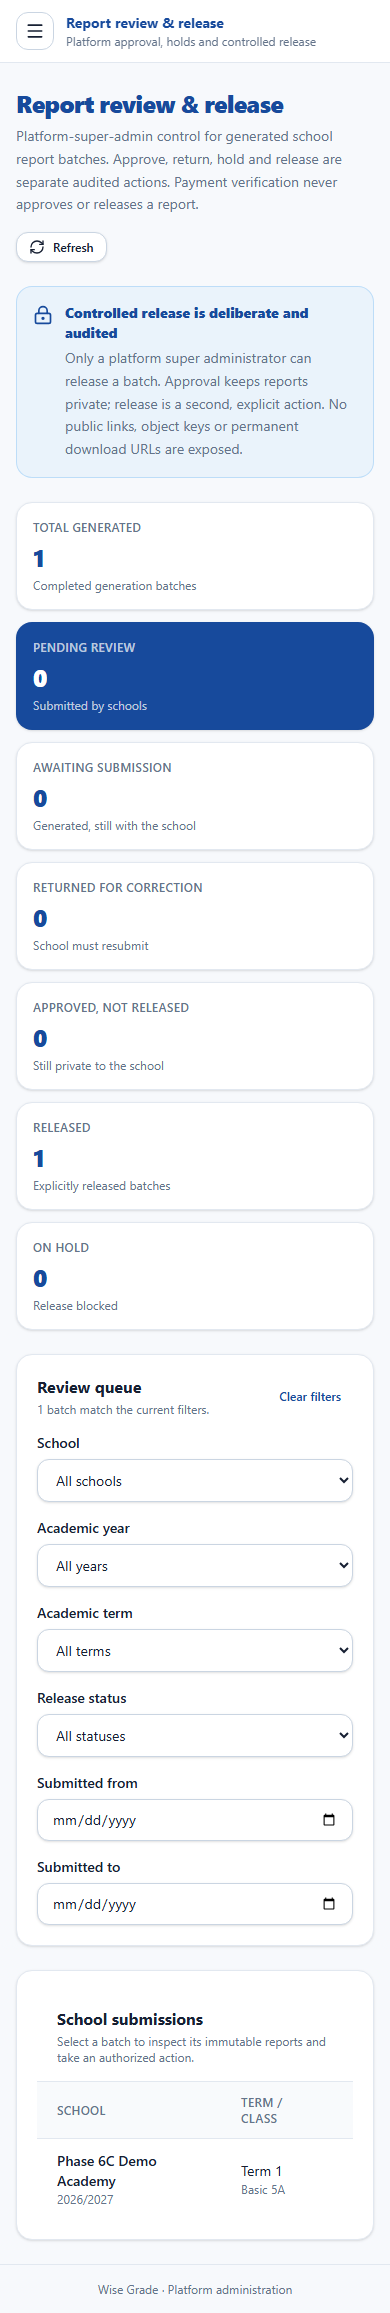 Report review & release
Platform approval, holds and controlled release
Report review & release
Platform-super-admin control for generated school
report batches. Approve, return, hold and release are
separate audited actions. Payment verification never
approves or releases a report.
Refresh
Controlled release is deliberate and
audited
Only a platform super administrator can
release a batch. Approval keeps reports
private; release is a second, explicit action. No
public links, object keys or permanent
download URLs are exposed.
TOTAL GENERATED
1
Completed generation batches
PENDING REVIEW
0
Submitted by schools
AWAITING SUBMISSION
0
Generated, still with the school
RETURNED FOR CORRECTION
0
School must resubmit
APPROVED, NOT RELEASED
0
Still private to the school
RELEASED
1
Explicitly released batches
ON HOLD
0
Release blocked
Review queue
1 batch match the current filters.
Clear filters
School
All schools
Academic year
All years
Academic term
All terms
Release status
All statuses
Submitted from
mm/dd/yyyy
Submitted to
mm/dd/yyyy
School submissions
Select a batch to inspect its immutable reports and
take an authorized action.
SCHOOL
TERM /
CLASS
Phase 6C Demo
Academy
2026/2027
Term 1
Basic 5A
Wise Grade · Platform administration